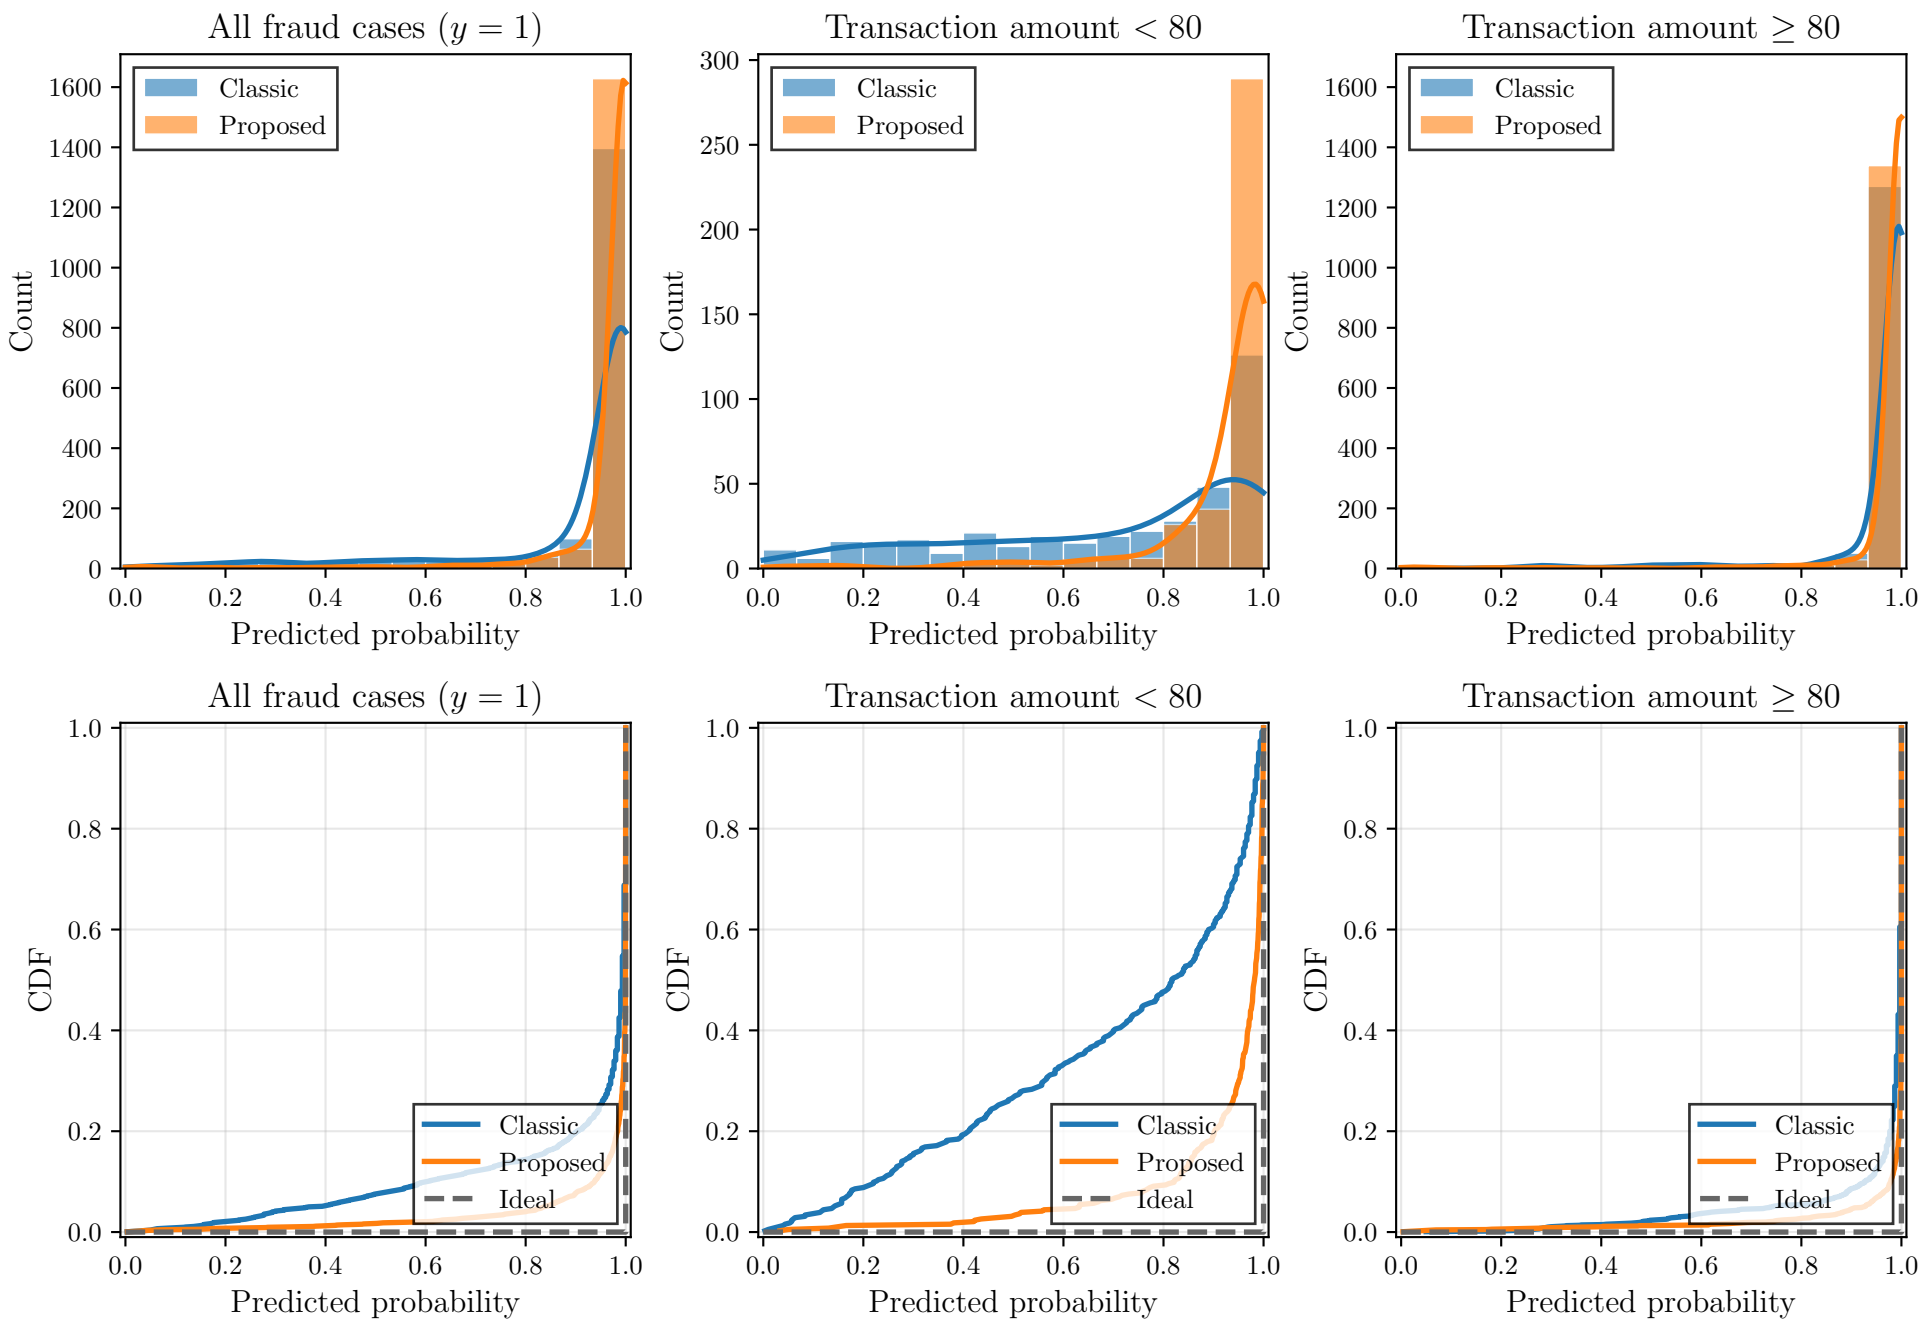 All fraud cases (y = 1)
Classic
Proposed
Count
0
200
400
600
800
1000
1200
1400
1600
0.0 0.2 0.4 0.6 0.8 1.0
Predicted probability
Transaction amount < 80
Classic
Proposed
Count
0
50
100
150
200
250
300
0.0 0.2 0.4 0.6 0.8 1.0
Predicted probability
Transaction amount ≥ 80
Classic
Proposed
Count
0
200
400
600
800
1000
1200
1400
1600
0.0 0.2 0.4 0.6 0.8 1.0
Predicted probability
All fraud cases (y = 1)
CDF
0.0
0.2
0.4
0.6
0.8
1.0
Classic
Proposed
Ideal
0.0 0.2 0.4 0.6 0.8 1.0
Predicted probability
Transaction amount < 80
CDF
0.0
0.2
0.4
0.6
0.8
1.0
Classic
Proposed
Ideal
0.0 0.2 0.4 0.6 0.8 1.0
Predicted probability
Transaction amount ≥ 80
CDF
0.0
0.2
0.4
0.6
0.8
1.0
Classic
Proposed
Ideal
0.0 0.2 0.4 0.6 0.8 1.0
Predicted probability